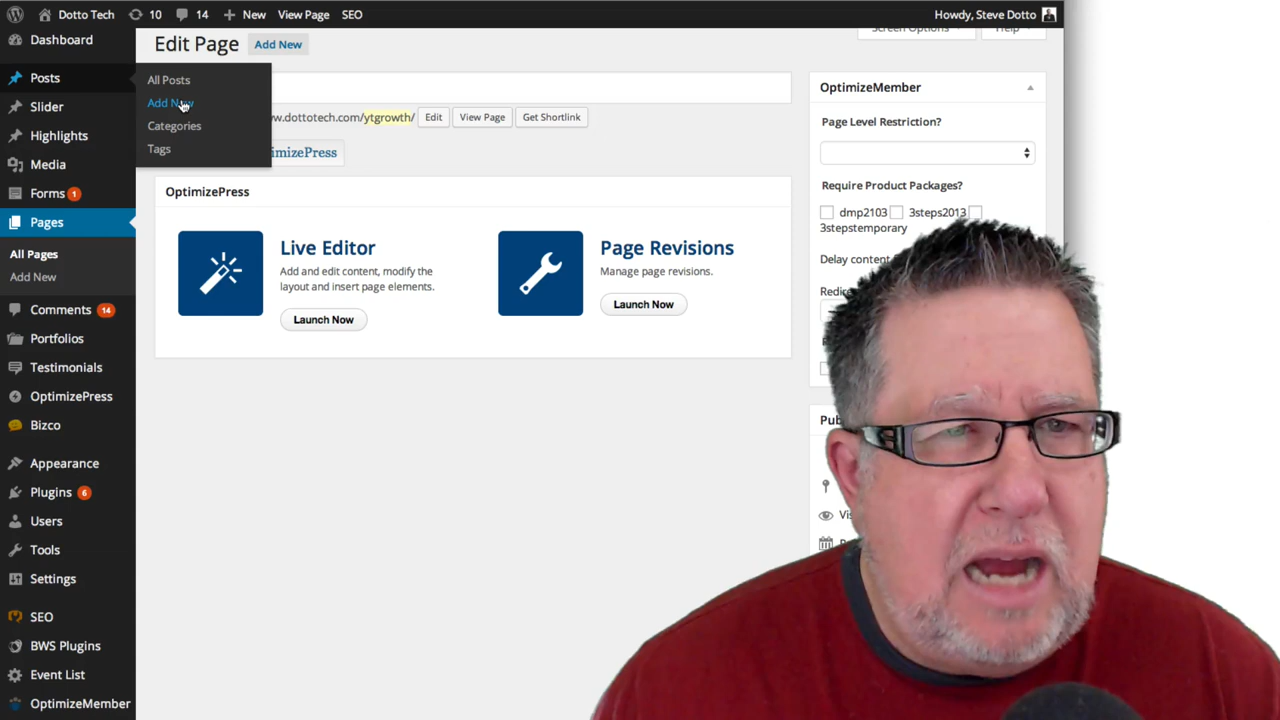 Dotto Tech 10 14 New View Page SEO
Howdy, Steve Dotto
Dashboard
Posts
Slider
Highlights
Media
Forms 1
Pages
All Pages
Add New
Comments 14
Portfolios
Testimonials
OptimizePress
Bizco
Appearance
Plugins 6
Users
Tools
Settings
SEO
BWS Plugins
Event List
OptimizeMember
All Posts
Add New
Categories
Tags
Edit Page Add New
Screen Options Help
w.dottotech.com/ytgrowth/ Edit View Page Get Shortlink
imizePress
OptimizePress
Live Editor
Add and edit content, modify the
layout and insert page elements.
Launch Now
Page Revisions
Manage page revisions.
Launch Now
OptimizeMember
Page Level Restriction?
Require Product Packages?
dmp2103 3steps2013
3stepstemporary
Delay content